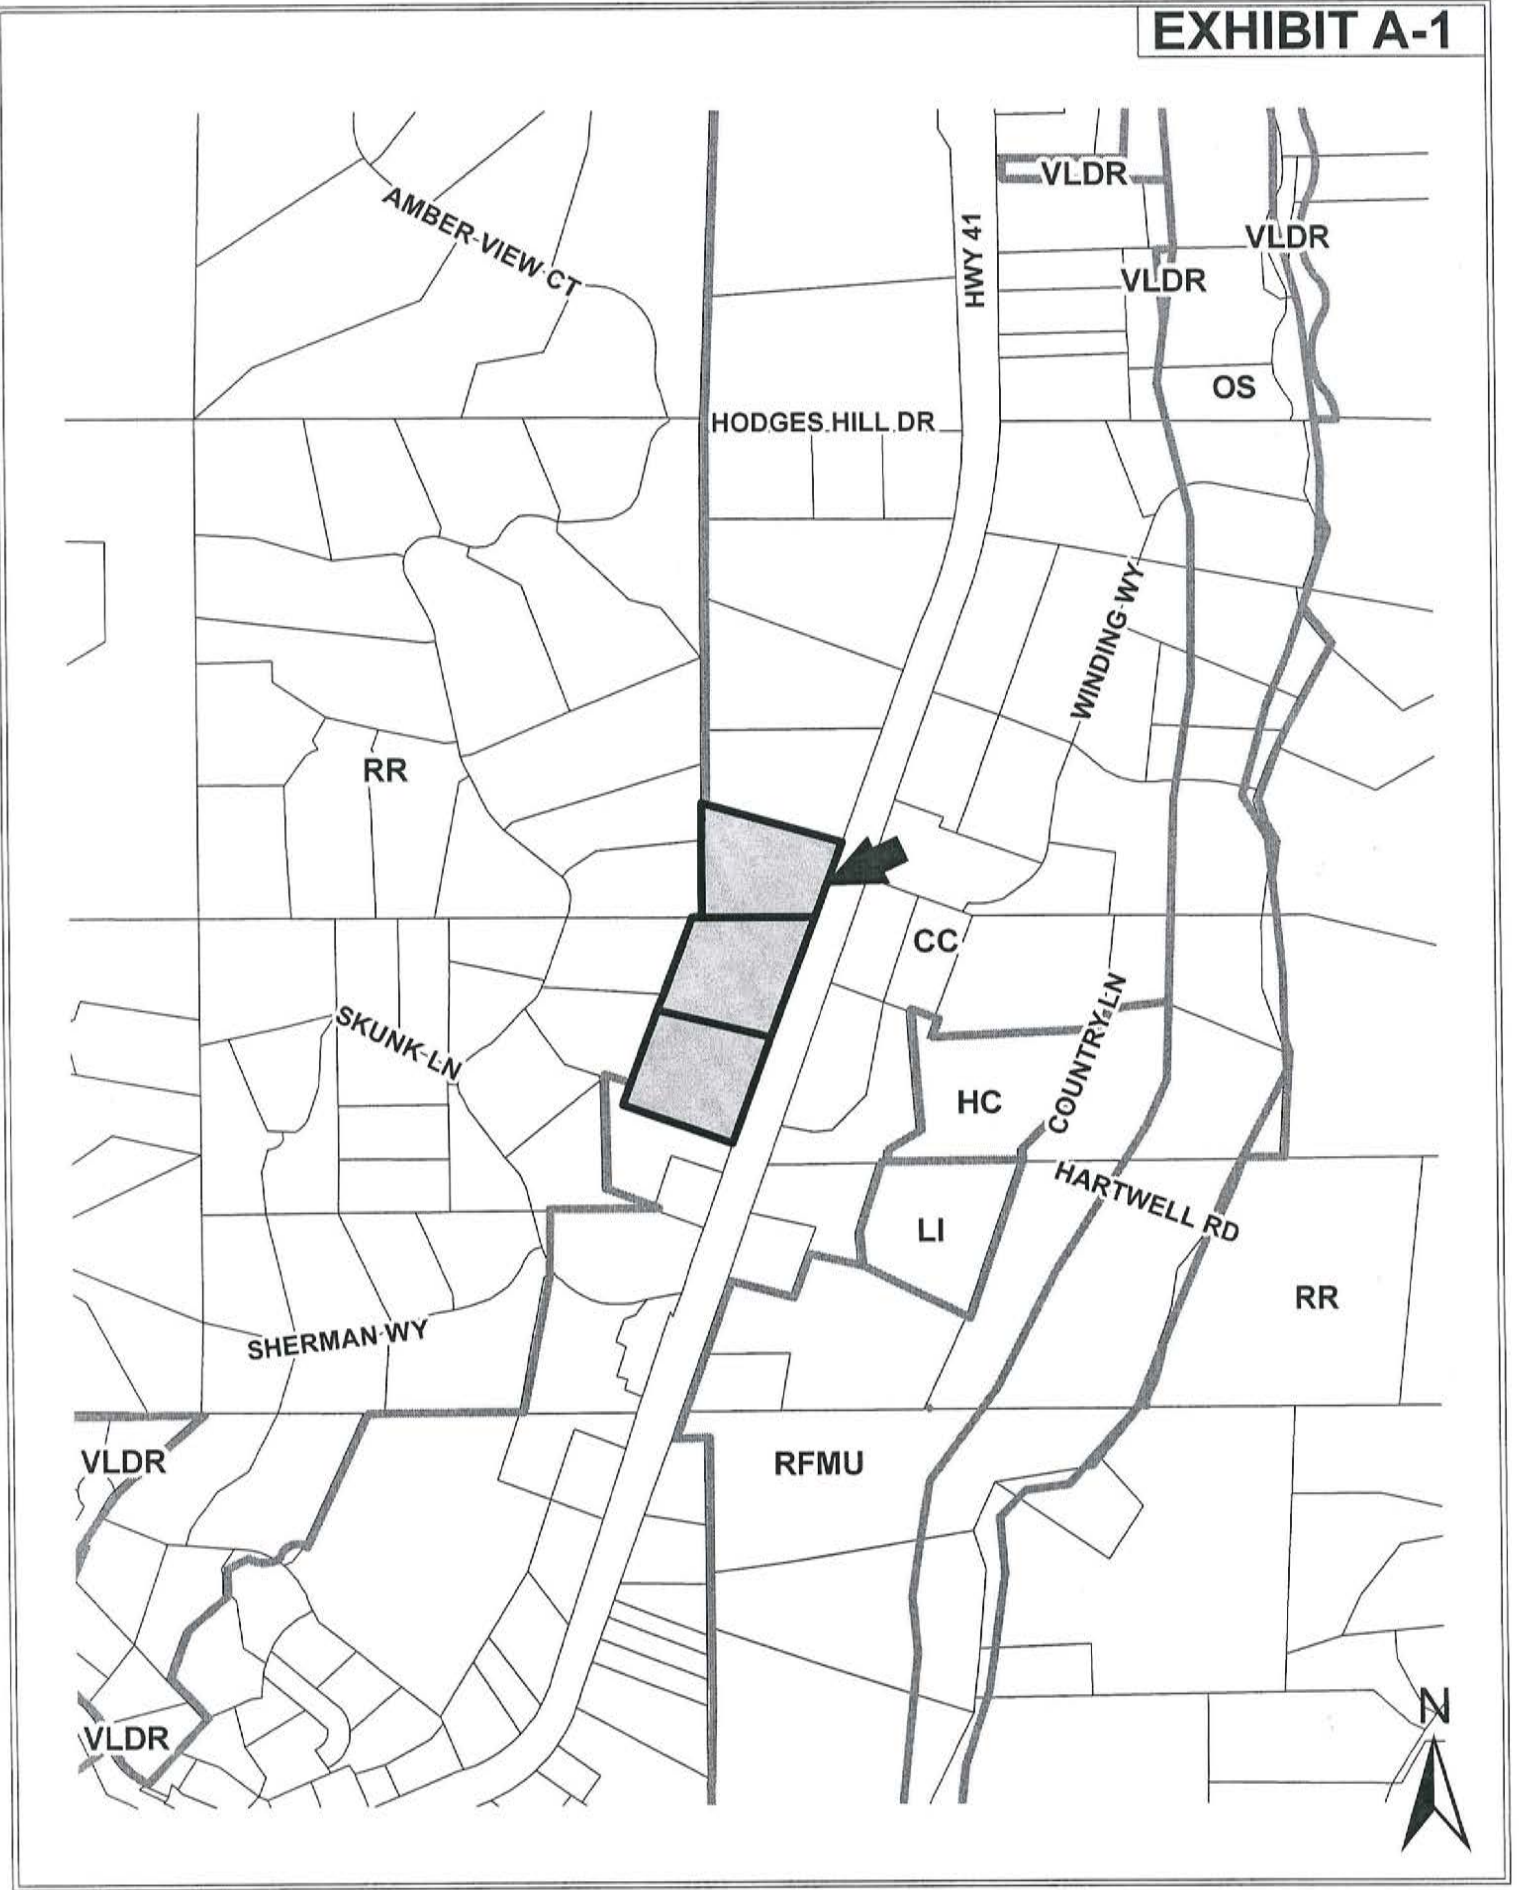 EXHIBIT A-1
VLDR
AMBER VIEW CT
HWY 41
VLDR
VLDR
OS
HODGES HILL DR
WINDING WY
RR
CC
SKUNK LN
COUNTRY LN
HC
HARTWELL RD
LI
RR
SHERMAN WY
VLDR
RFMU
N
VLDR